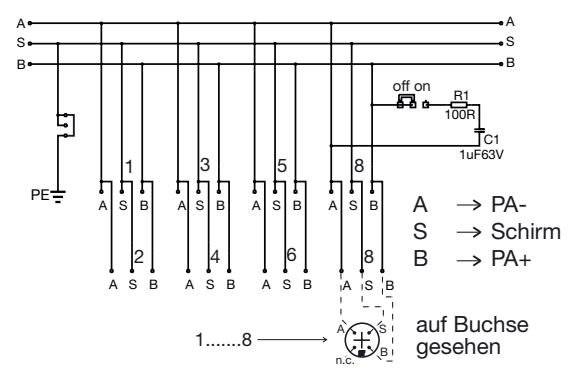 A A
S S
B B
off on
R1
100R
C1
1uF63V
PE
1 3 5 8
A S B A S B A S B A S B
2 4 6 8
A S B A S B A S B A S B
A → PA-
S → Schirm
B → PA+
1.......8
A S
B
n.c.
auf Buchse
gesehen